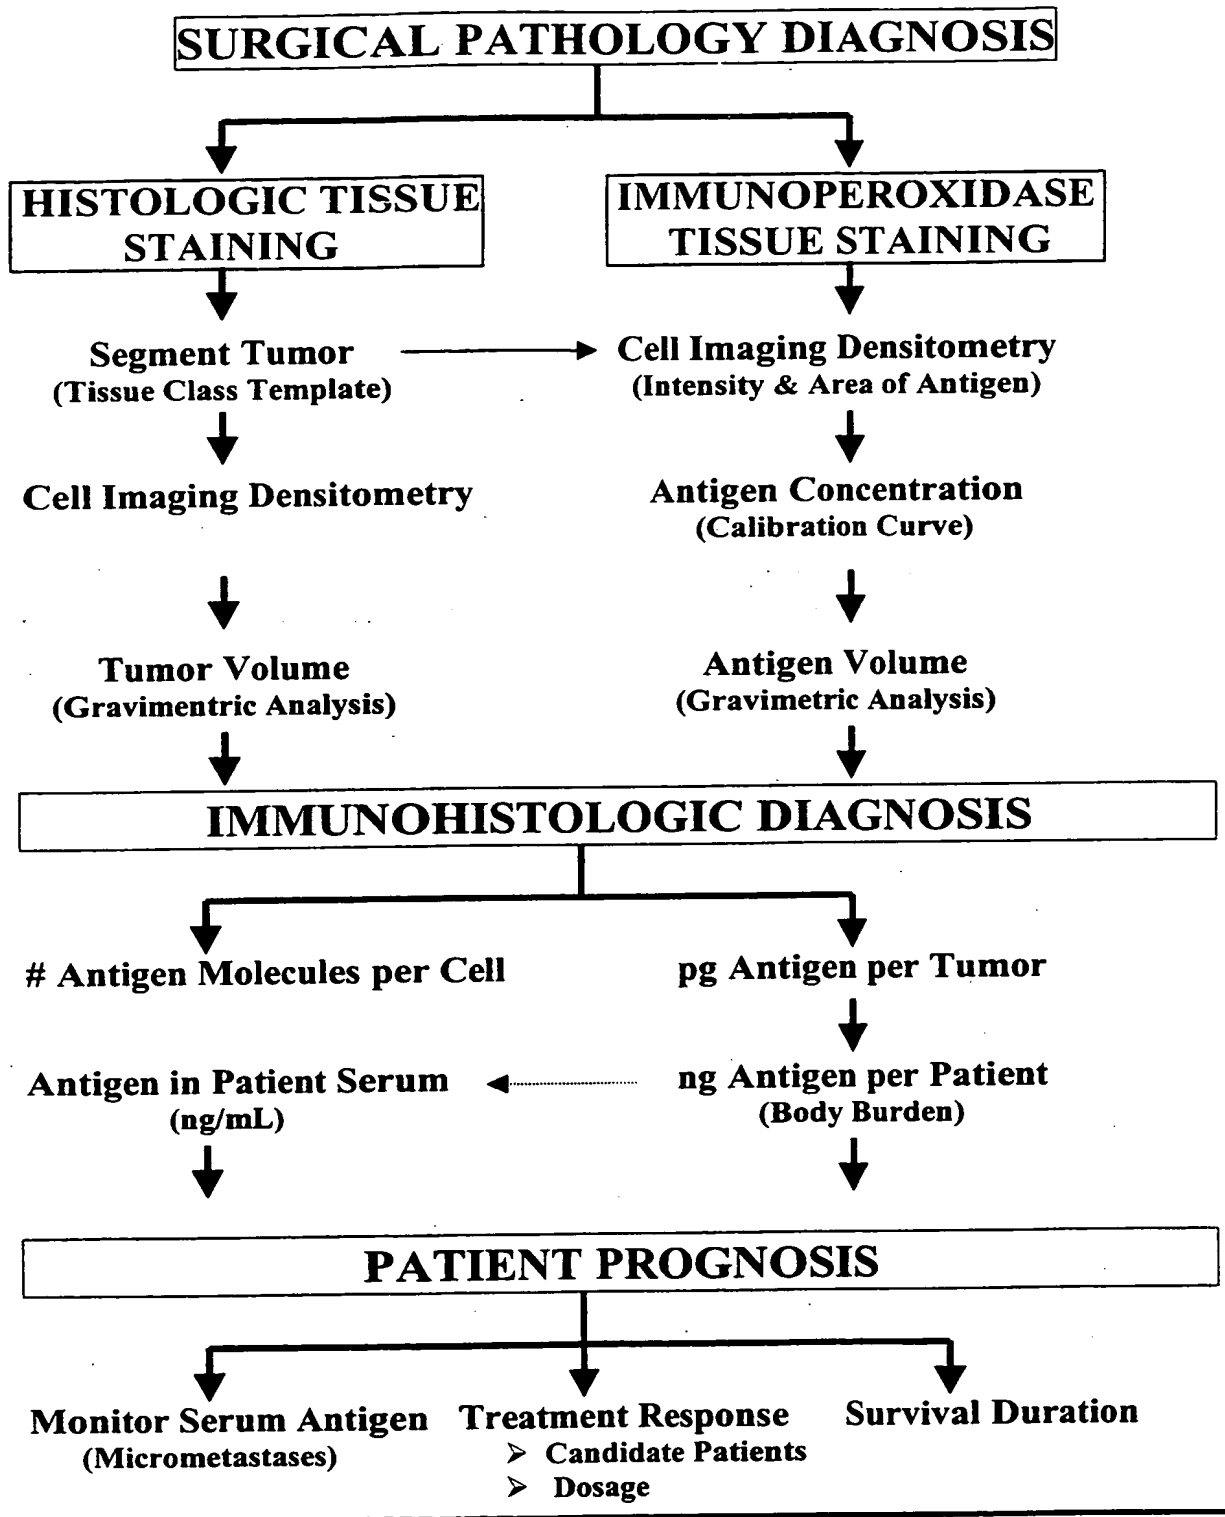 SURGICAL PATHOLOGY DIAGNOSIS
HISTOLOGIC TISSUE
STAINING
IMMUNOPEROXIDASE
TISSUE STAINING
Segment Tumor
(Tissue Class Template)
Cell Imaging Densitometry
(Intensity & Area of Antigen)
Cell Imaging Densitometry
Antigen Concentration
(Calibration Curve)
Tumor Volume
(Gravimentric Analysis)
Antigen Volume
(Gravimetric Analysis)
IMMUNOHISTOLOGIC DIAGNOSIS
# Antigen Molecules per Cell
pg Antigen per Tumor
Antigen in Patient Serum
(ng/mL)
ng Antigen per Patient
(Body Burden)
PATIENT PROGNOSIS
Monitor Serum Antigen
(Micrometastases)
Treatment Response
➢ Candidate Patients
➢ Dosage
Survival Duration